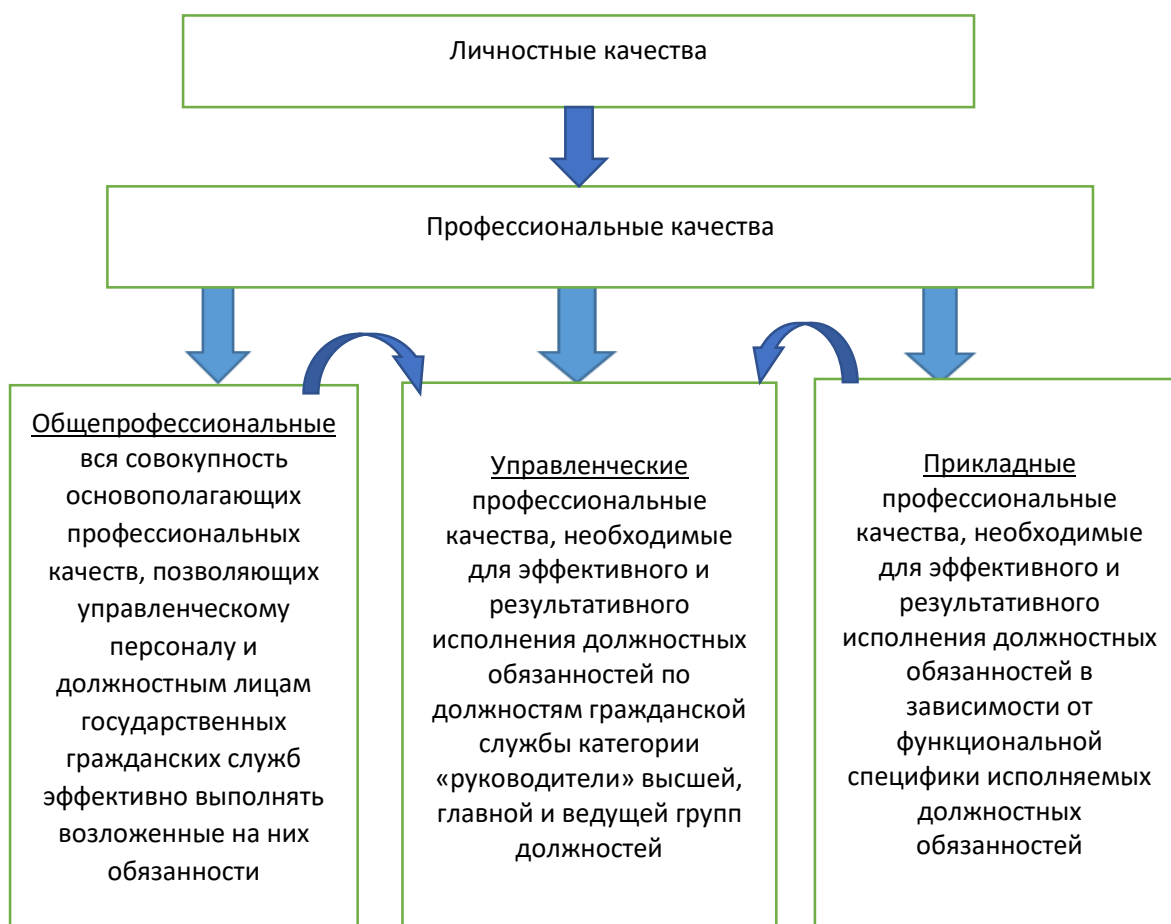 Личностные качества
Профессиональные качества
Общепрофессиональные
вся совокупность
основополагающих
профессиональных
качеств, позволяющих
управленческому
персоналу и
должностным лицам
государственных
гражданских служб
эффективно выполнять
возложенные на них
обязанности
Управленческие
профессиональные
качества, необходимые
для эффективного и
результативного
исполнения должностных
обязанностей по
должностям гражданской
службы категории
«руководители» высшей,
главной и ведущей групп
должностей
Прикладные
профессиональные
качества, необходимые
для эффективного и
результативного
исполнения должностных
обязанностей в
зависимости от
функциональной
специфики исполняемых
должностных
обязанностей